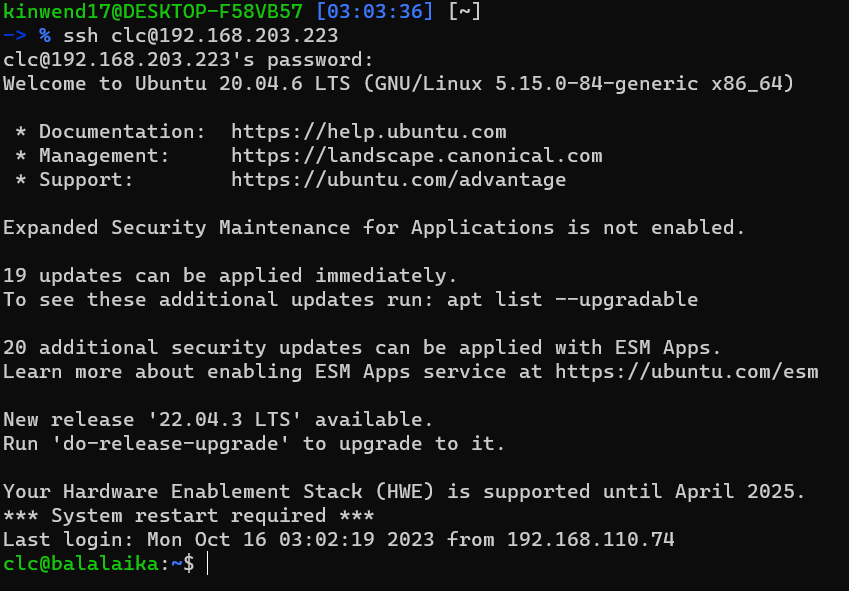 kinwend17@DESKTOP-F58VB57 [03:03:36] [~]
-> % ssh clc@192.168.203.223
clc@192.168.203.223's password:
Welcome to Ubuntu 20.04.6 LTS (GNU/Linux 5.15.0-84-generic x86_64)

 * Documentation:  https://help.ubuntu.com
 * Management:     https://landscape.canonical.com
 * Support:        https://ubuntu.com/advantage

Expanded Security Maintenance for Applications is not enabled.

19 updates can be applied immediately.
To see these additional updates run: apt list --upgradable

20 additional security updates can be applied with ESM Apps.
Learn more about enabling ESM Apps service at https://ubuntu.com/esm

New release '22.04.3 LTS' available.
Run 'do-release-upgrade' to upgrade to it.

Your Hardware Enablement Stack (HWE) is supported until April 2025.
*** System restart required ***
Last login: Mon Oct 16 03:02:19 2023 from 192.168.110.74
clc@balalaika:~$